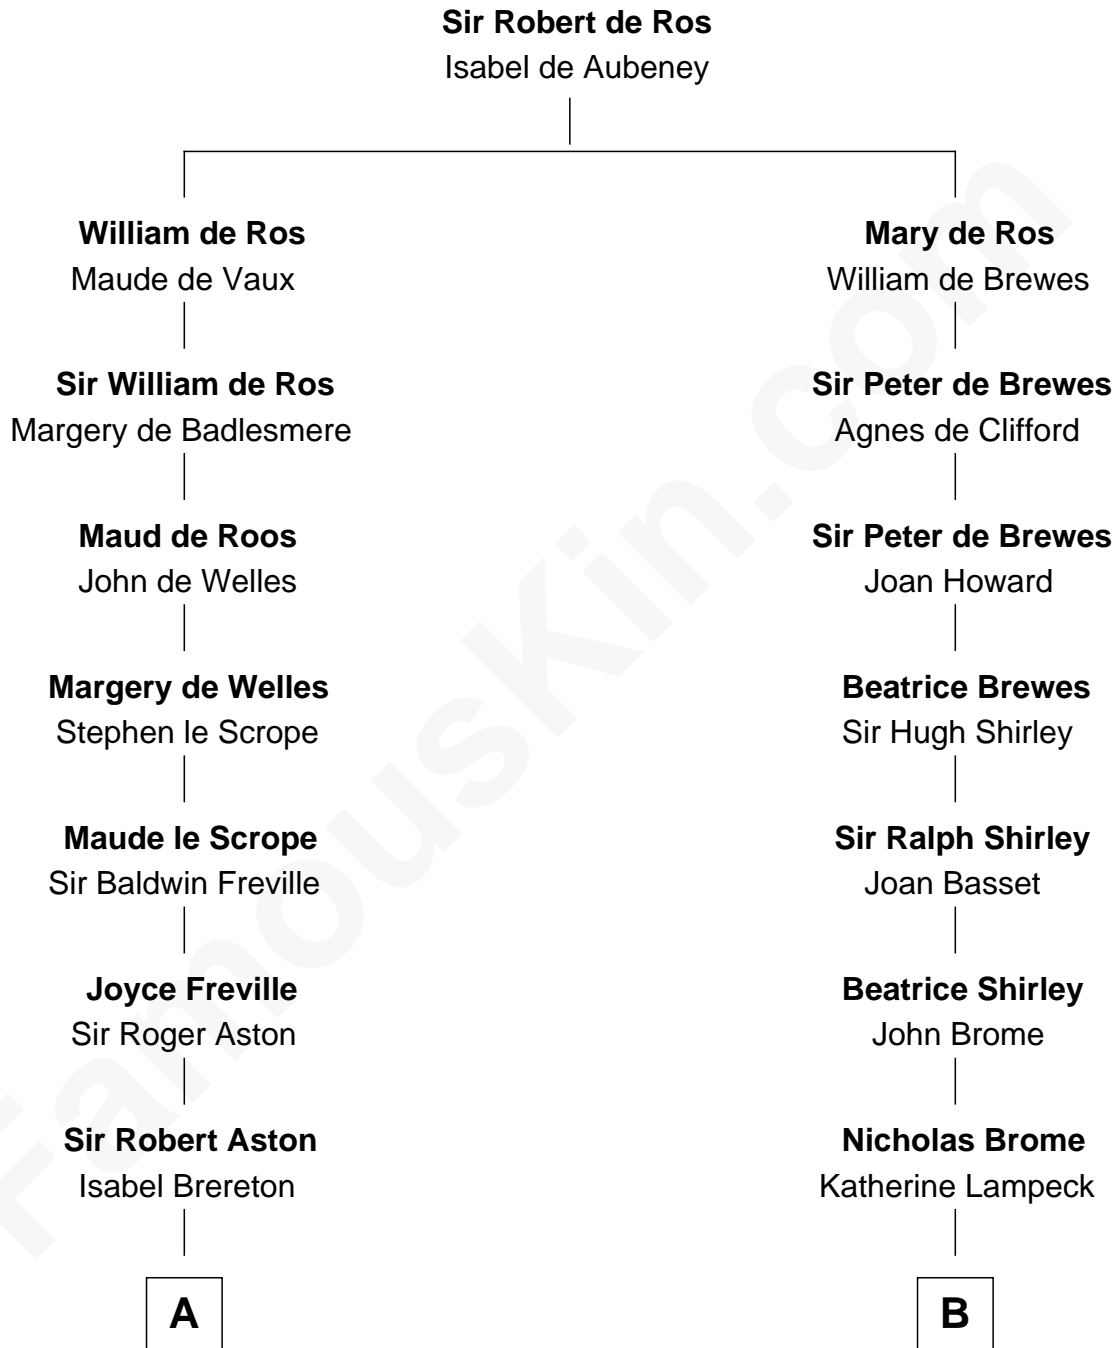 Sir Robert de Ros
Isabel de Aubeney
William de Ros
Maude de Vaux
Mary de Ros
William de Brewes
Sir William de Ros
Margery de Badlesmere
Sir Peter de Brewes
Agnes de Clifford
Maud de Roos
John de Welles
Sir Peter de Brewes
Joan Howard
Margery de Welles
Stephen le Scrope
Beatrice Brewes
Sir Hugh Shirley
Maude le Scrope
Sir Baldwin Freville
Sir Ralph Shirley
Joan Basset
Joyce Freville
Sir Roger Aston
Beatrice Shirley
John Brome
Sir Robert Aston
Isabel Brereton
Nicholas Brome
Katherine Lampeck
A
B
FamousKin.com